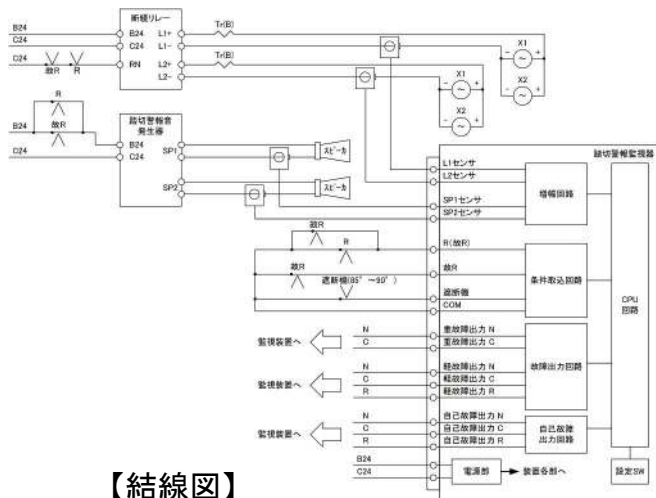 断続リレー
B24
B24
L1+
Tr(B)
C24
C24
L1-
C24
RN
L2+
Tr(B)
故R
R
L2-
X1
X2
X1
X2
R
故R
踏切警報音
発生器
B24
B24
SP1
スピーカ
C24
C24
SP2
スピーカ
踏切警報監視器
L1センサ
L2センサ
SP1センサ
SP2センサ
増幅回路
故R
R
R(故R)
故R
故R
遮断機(85°~90°)
遮断機
COM
条件取込回路
CPU
回路
監視装置へ
N
重故障出力 N
C
重故障出力 C
故障出力回路
監視装置へ
N
軽故障出力 N
C
軽故障出力 C
R
軽故障出力 R
監視装置へ
N
自己故障出力 N
C
自己故障出力 C
R
自己故障出力 R
自己故障
出力回路
B24
C24
電源部
装置各部へ
設定SW
【結線図】